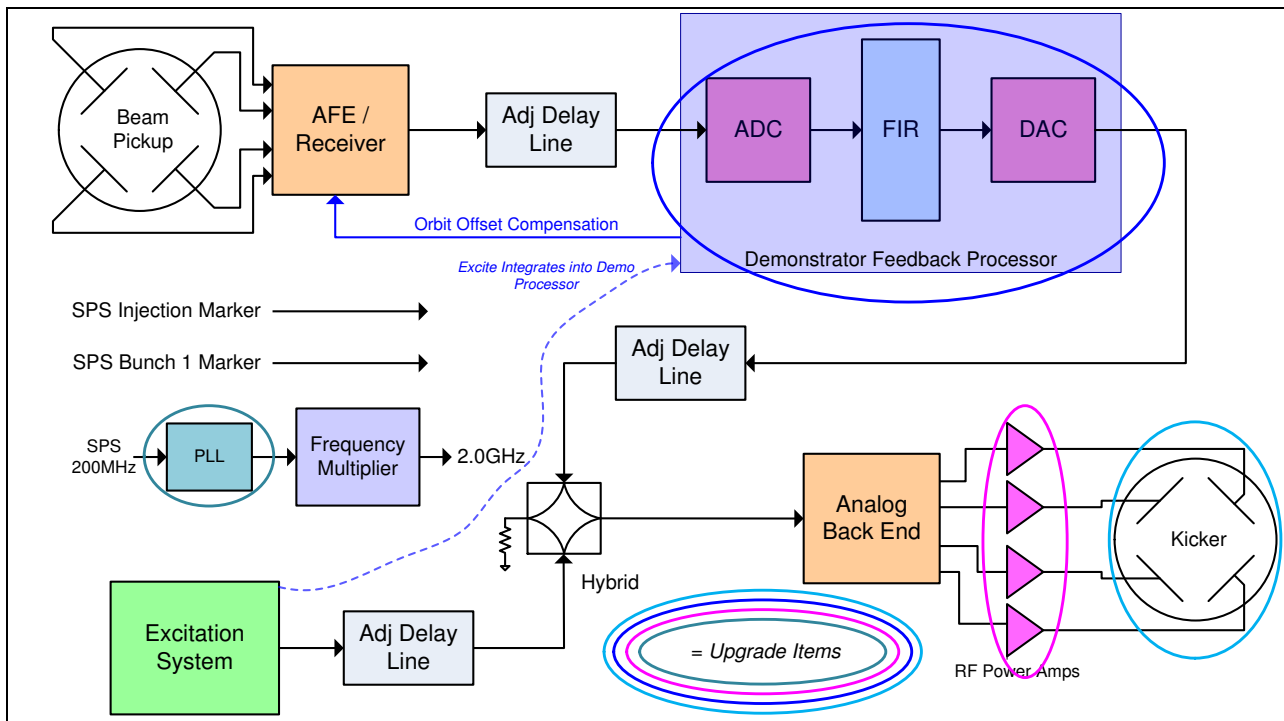 Beam
Pickup
AFE /
Receiver
Adj Delay
Line
ADC
FIR
DAC
Orbit Offset Compensation
Demonstrator Feedback Processor
Excite Integrates into Demo
Processor
SPS Injection Marker
SPS Bunch 1 Marker
Adj Delay
Line
SPS
200MHz
PLL
Frequency
Multiplier
2.0GHz
Analog
Back End
Kicker
Hybrid
Excitation
System
Adj Delay
Line
= Upgrade Items
RF Power Amps